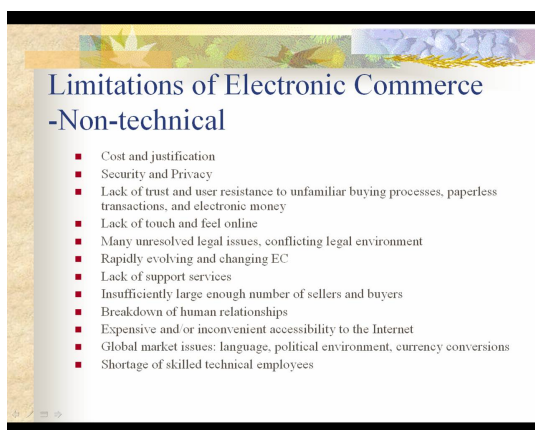 Limitations of Electronic Commerce
-Non-technical
Cost and justification
Security and Privacy
Lack of trust and user resistance to unfamiliar buying processes, paperless
transactions, and electronic money
Lack of touch and feel online
Many unresolved legal issues, conflicting legal environment
Rapidly evolving and changing EC
Lack of support services
Insufficiently large enough number of sellers and buyers
Breakdown of human relationships
Expensive and/or inconvenient accessibility to the Internet
Global market issues: language, political environment, currency conversions
Shortage of skilled technical employees